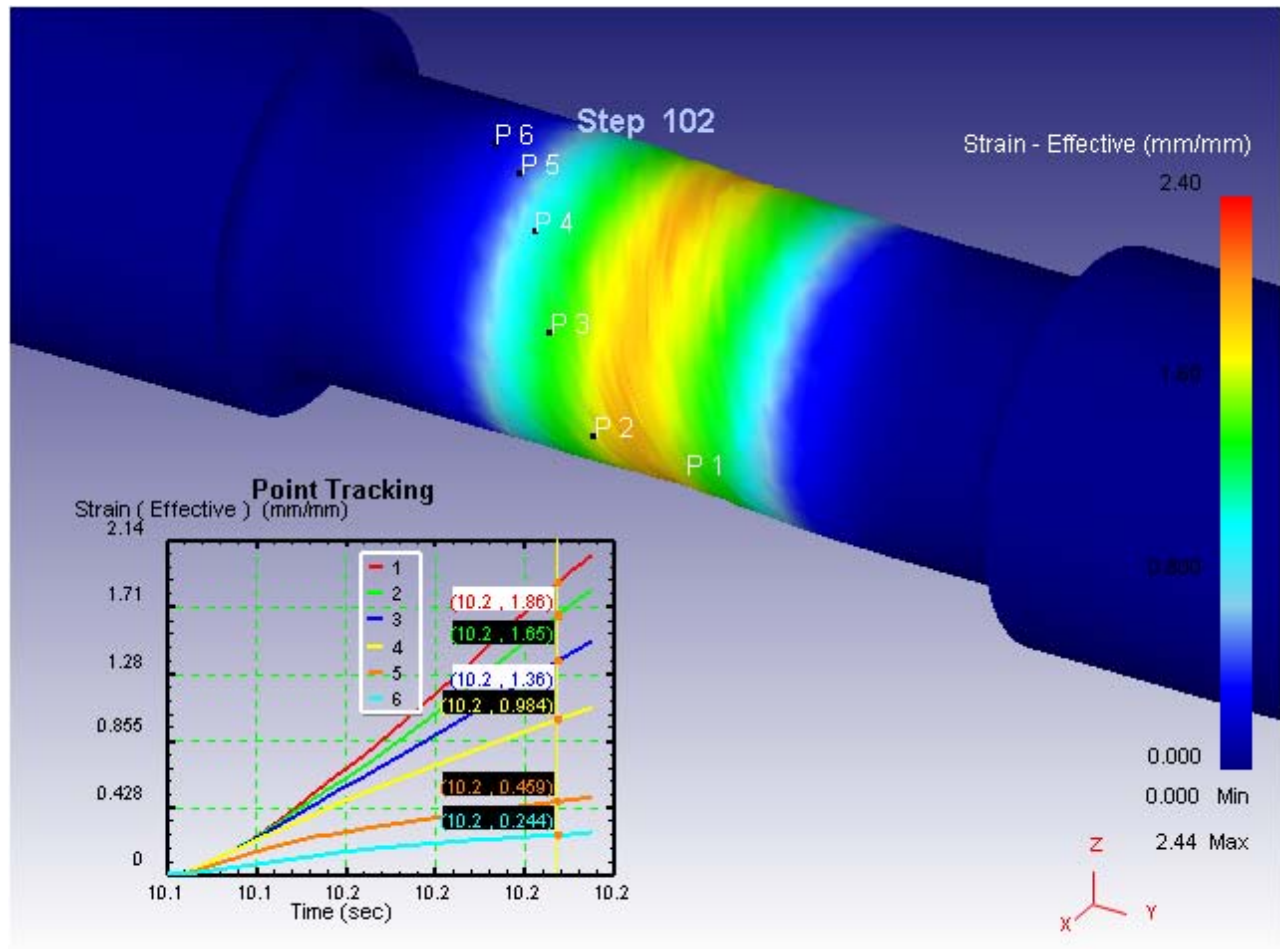 Step 102
P 6
P 5
P 4
P 3
P 2
P 1
Strain - Effective (mm/mm)
2.40
1.60
0.800
0.000
0.000 Min
2.44 Max
Z
X
Y
Point Tracking
Strain ( Effective ) (mm/mm)
2.14
1.71
1.28
0.855
0.428
0
1
2
3
4
5
6
(10.2 , 1.86)
(10.2 , 1.65)
(10.2 , 1.36)
(10.2 , 0.984)
(10.2 , 0.459)
(10.2 , 0.244)
10.1 10.1 10.2 10.2 10.2 10.2
Time (sec)